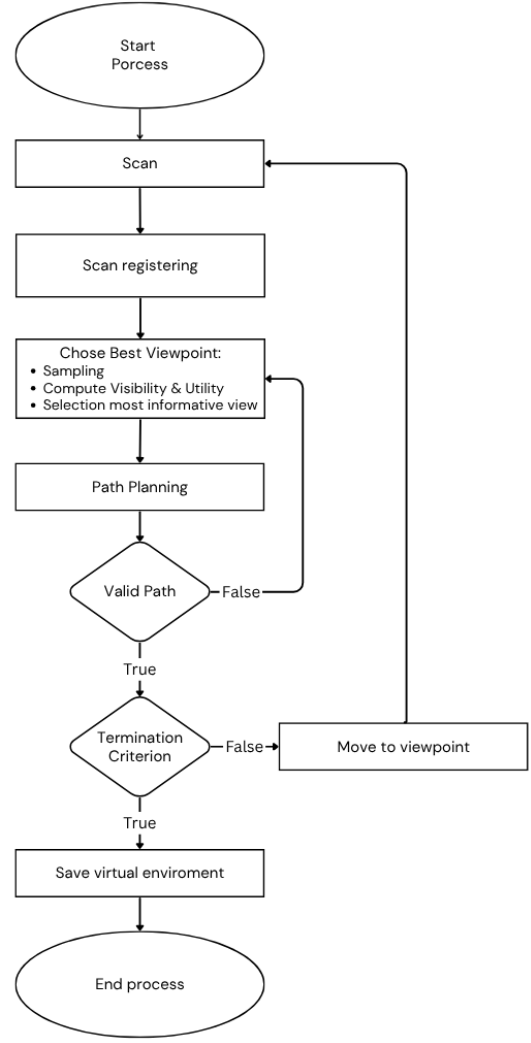 Start
Porcess
Scan
Scan registering
Chose Best Viewpoint:
• Sampling
• Compute Visibility & Utility
• Selection most informative view
Path Planning
Valid Path
False
True
Termination
Criterion
False
Move to viewpoint
True
Save virtual enviroment
End process